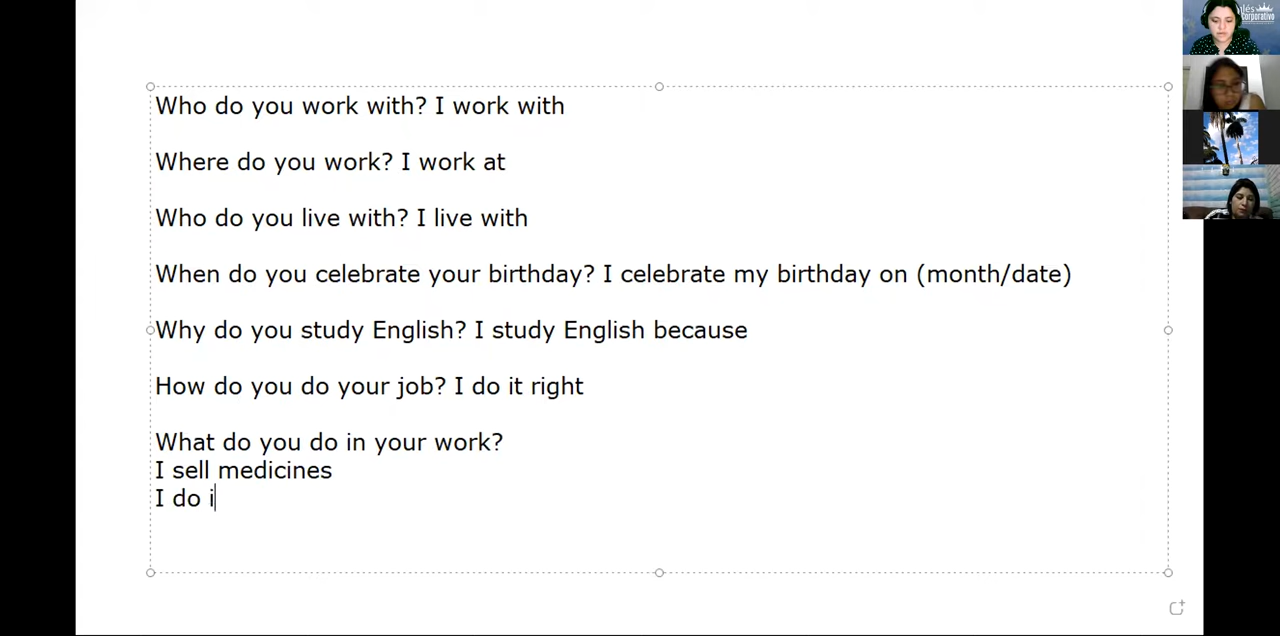 Who do you work with? I work with
Where do you work? I work at
Who do you live with? I live with
When do you celebrate your birthday? I celebrate my birthday on (month/date)
Why do you study English? I study English because
How do you do your job? I do it right
What do you do in your work?
I sell medicines
I do i
lés
corporativo